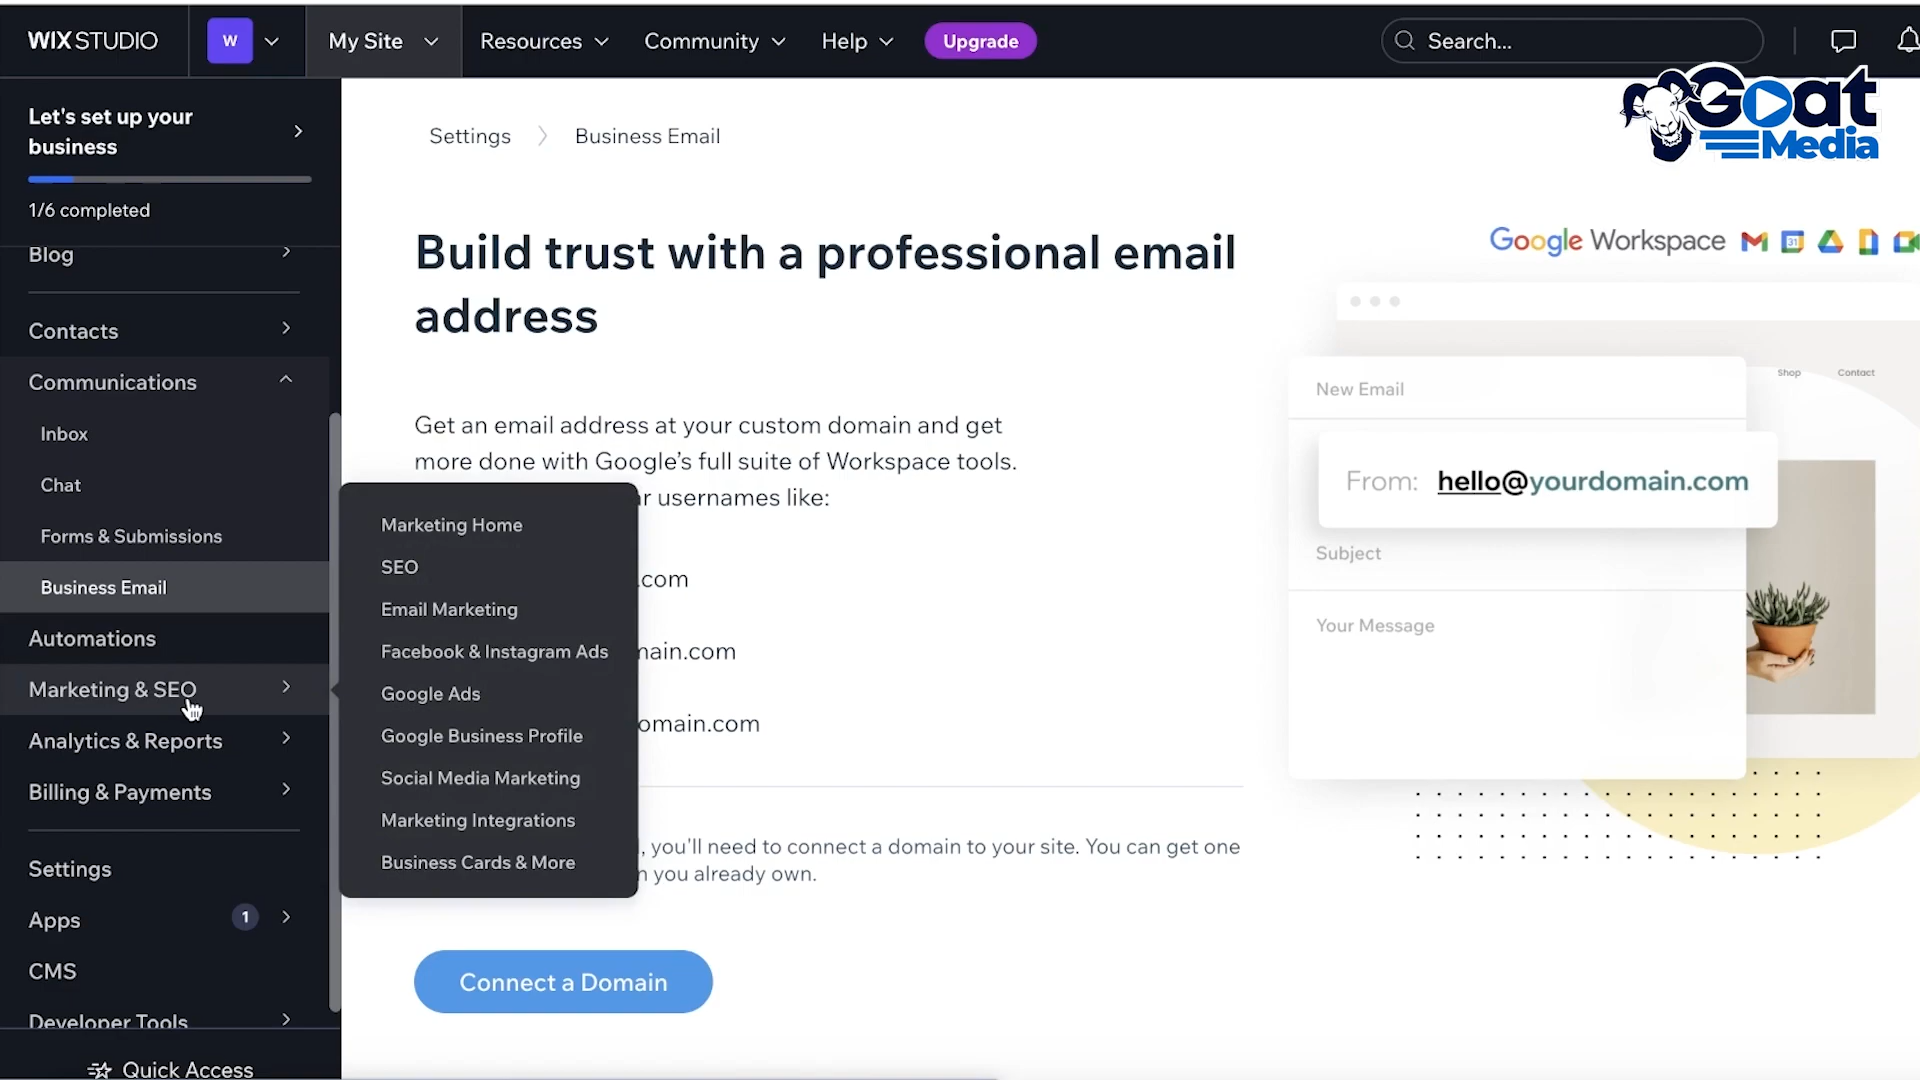 WIX STUDIO
W
My Site
Resources
Community
Help
Upgrade
Search...
Goat
Media
Let's set up your
business
1/6 completed
Blog
Contacts
Communications
Inbox
Chat
Forms & Submissions
Business Email
Automations
Marketing & SEO
Analytics & Reports
Billing & Payments
Settings
Apps
1
CMS
Developer Tools
Quick Access
Marketing Home
SEO
Email Marketing
Facebook & Instagram Ads
Google Ads
Google Business Profile
Social Media Marketing
Marketing Integrations
Business Cards & More
Settings
Business Email
Build trust with a professional email
address
Get an email address at your custom domain and get
more done with Google's full suite of Workspace tools.
usernames like:
.com
main.com
omain.com
, you'll need to connect a domain to your site. You can get one
you already own.
Connect a Domain
Google Workspace
31
Shop
Contact
New Email
From: hello@yourdomain.com
Subject
Your Message